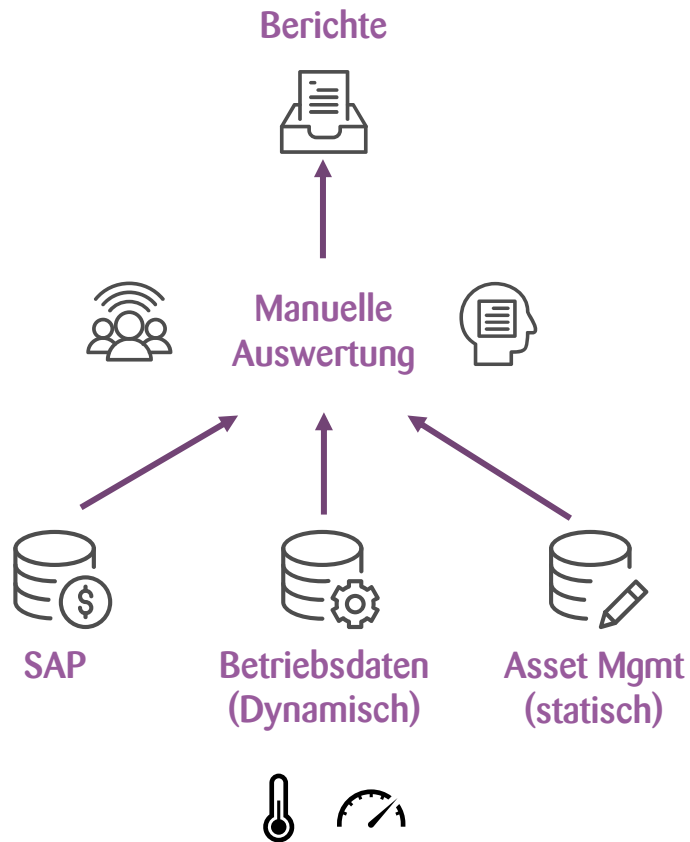 Berichte
Manuelle
Auswertung
$
SAP
Betriebsdaten
(Dynamisch)
Asset Mgmt
(statisch)